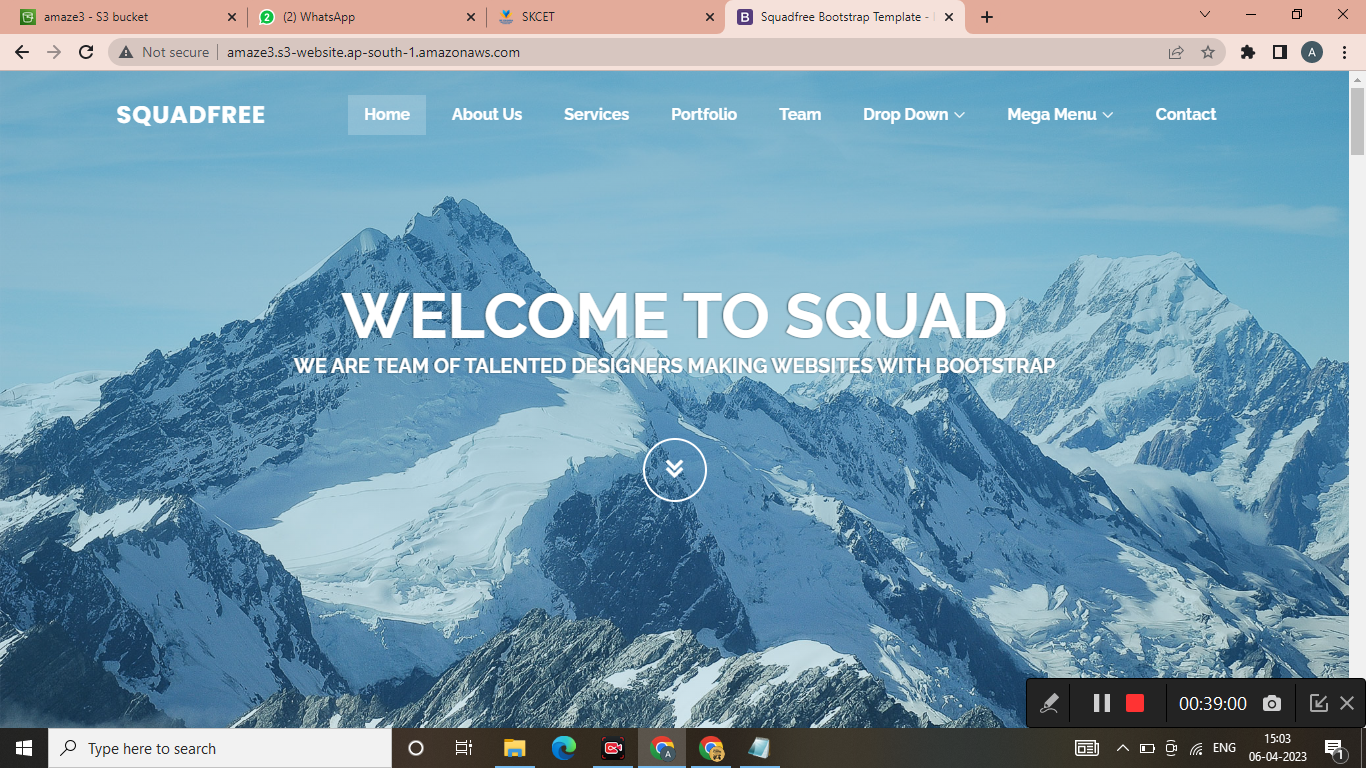 amaze3 - S3 bucket
(2) WhatsApp
SKCET
Squadfree Bootstrap Template -
Not secure
amaze3.s3-website.ap-south-1.amazonaws.com
A
SQUADFREE
Home
About Us
Services
Portfolio
Team
Drop Down
Mega Menu
Contact
WELCOME TO SQUAD
WE ARE TEAM OF TALENTED DESIGNERS MAKING WEBSITES WITH BOOTSTRAP
00:39:00
Type here to search
ENG
15:03
06-04-2023
1